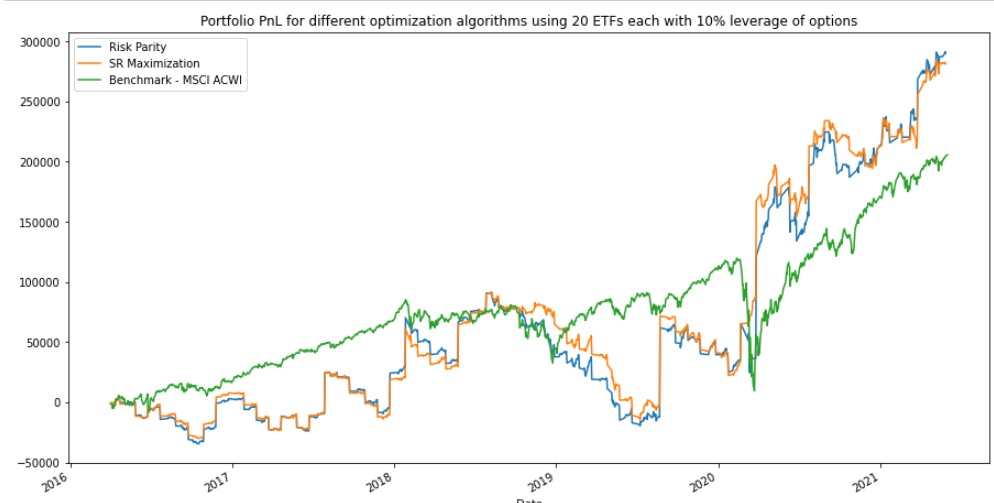 Portfolio PnL for different optimization algorithms using 20 ETFs each with 10% leverage of options
Risk Parity
SR Maximization
Benchmark - MSCI ACWI
300000
250000
200000
150000
100000
50000
0
−50000
2016
2017
2018
2019
2020
2021
Date